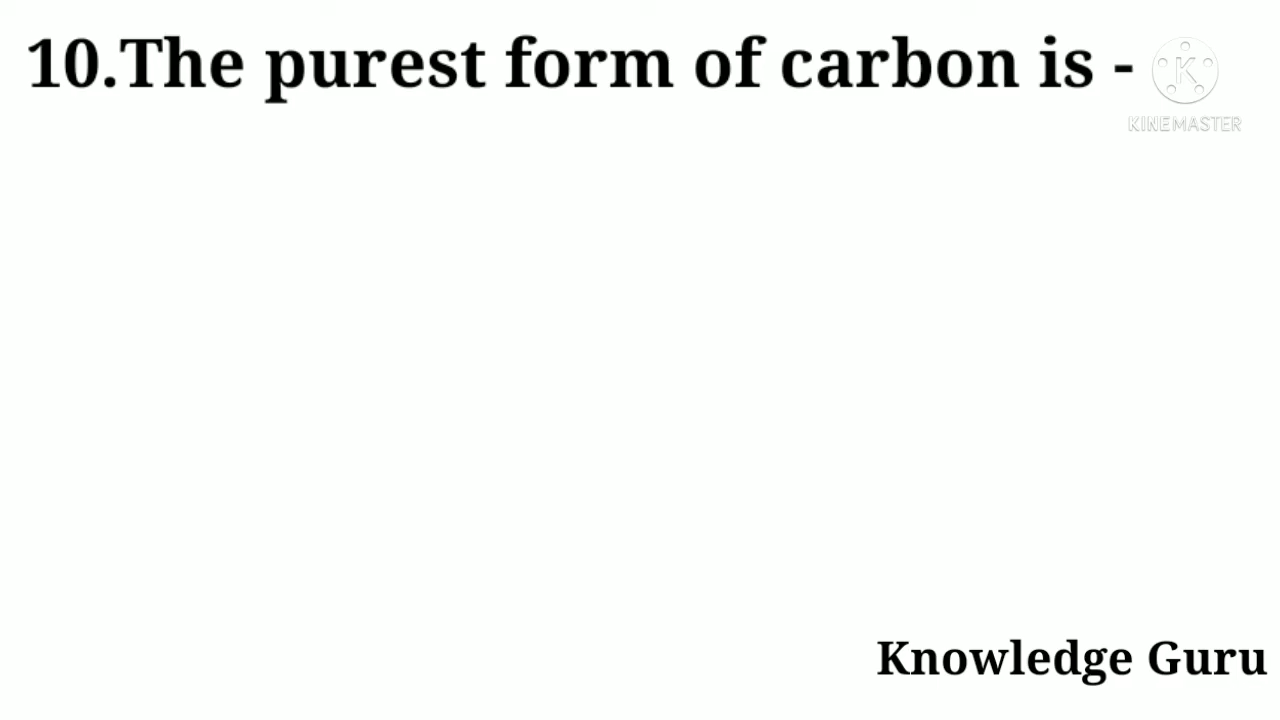 10.The purest form of carbon is -
K
KINEMASTER
Knowledge Guru